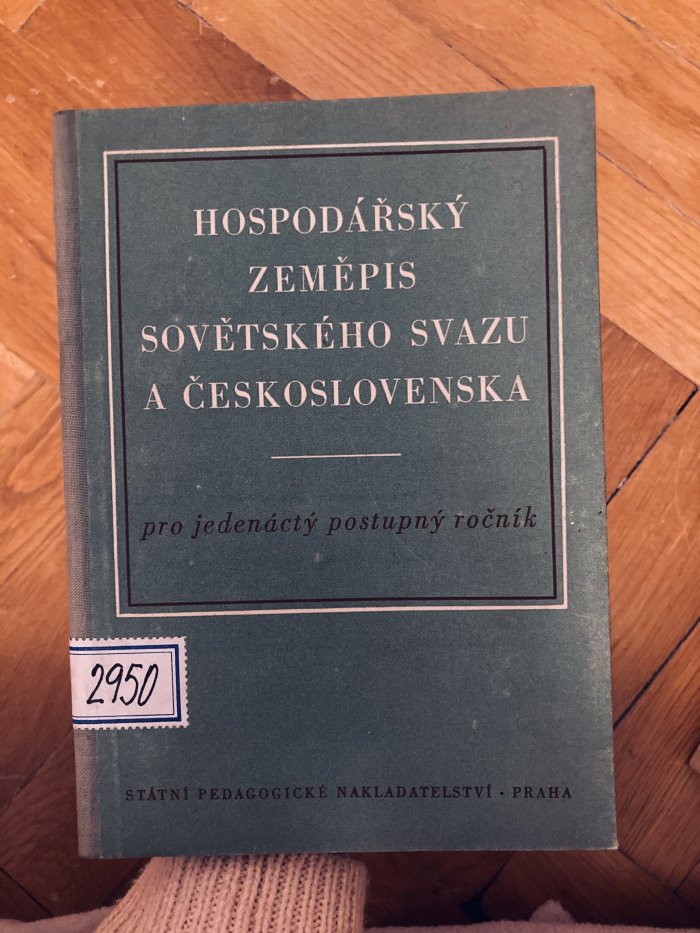 HOSPODÁŘSKÝ
ZEMĚPIS
SOVĚTSKÉHO SVAZU
A ČESKOSLOVENSKA
pro jedenáctý postupný ročník
2950
STÁTNÍ PEDAGOGICKÉ NAKLADATELSTVÍ · PRAHA